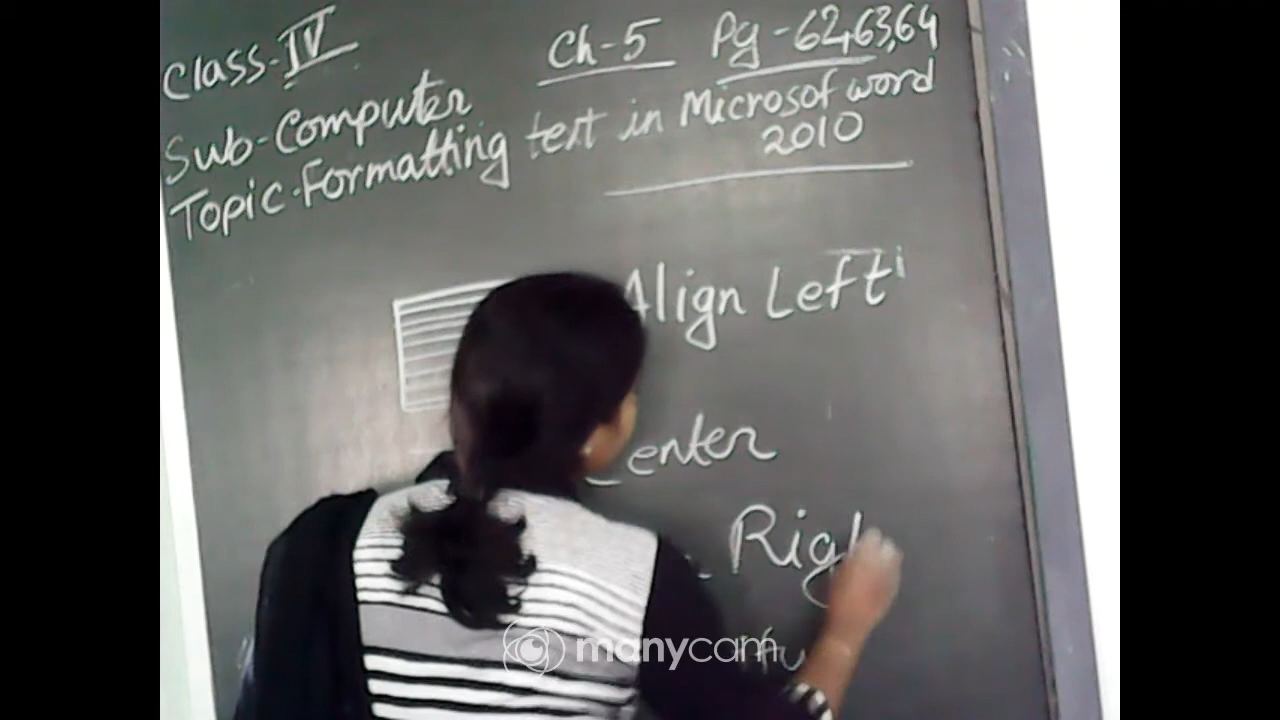 Class-IV Ch-5 Pg-62,63,64
Sub-Computer
Topic-Formatting text in Microsof word
2010
Align Left
enter
Rig
manycam